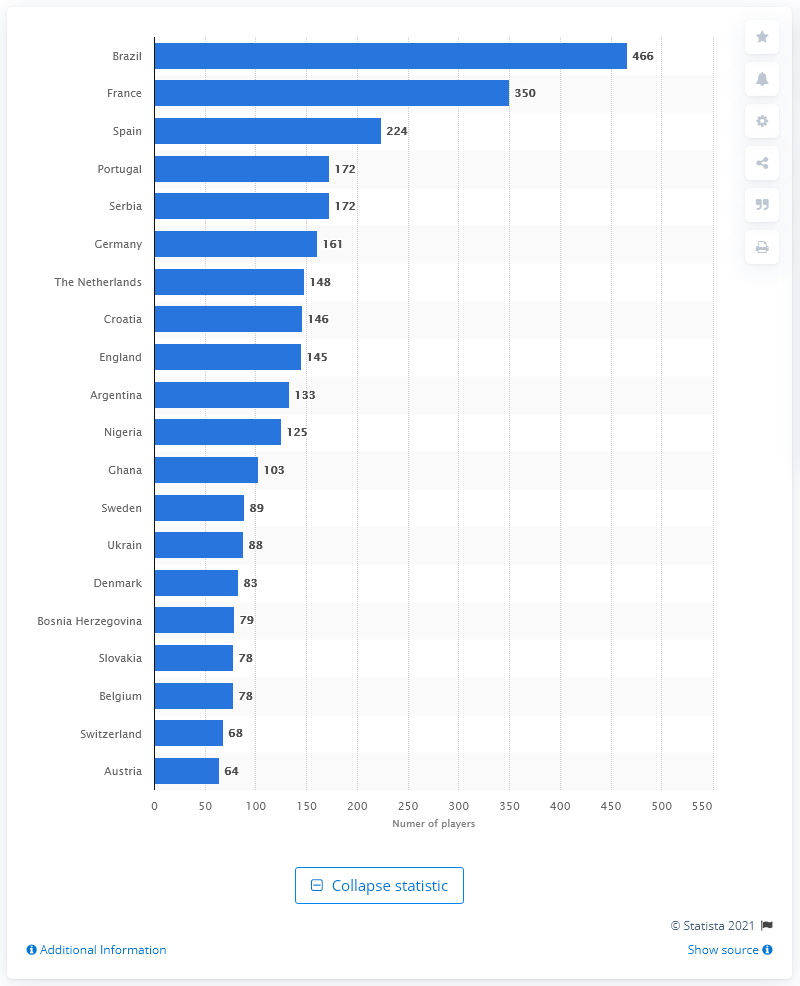 Brazil 466
France 350
Spain 224
Portugal 172
Serbia 172
Germany 161
The Netherlands 148
Croatia 146
England 145
Argentina 133
Nigeria 125
Ghana 103
Sweden 89
Ukrain 88
Denmark 83
Bosnia Herzegovina 79
Slovakia 78
Belgium 78
Switzerland 68
Austria 64
0 50 100 150 200 250 300 350 400 450 500 550
Numer of players
Collapse statistic
© Statista 2021
Additional Information Show source